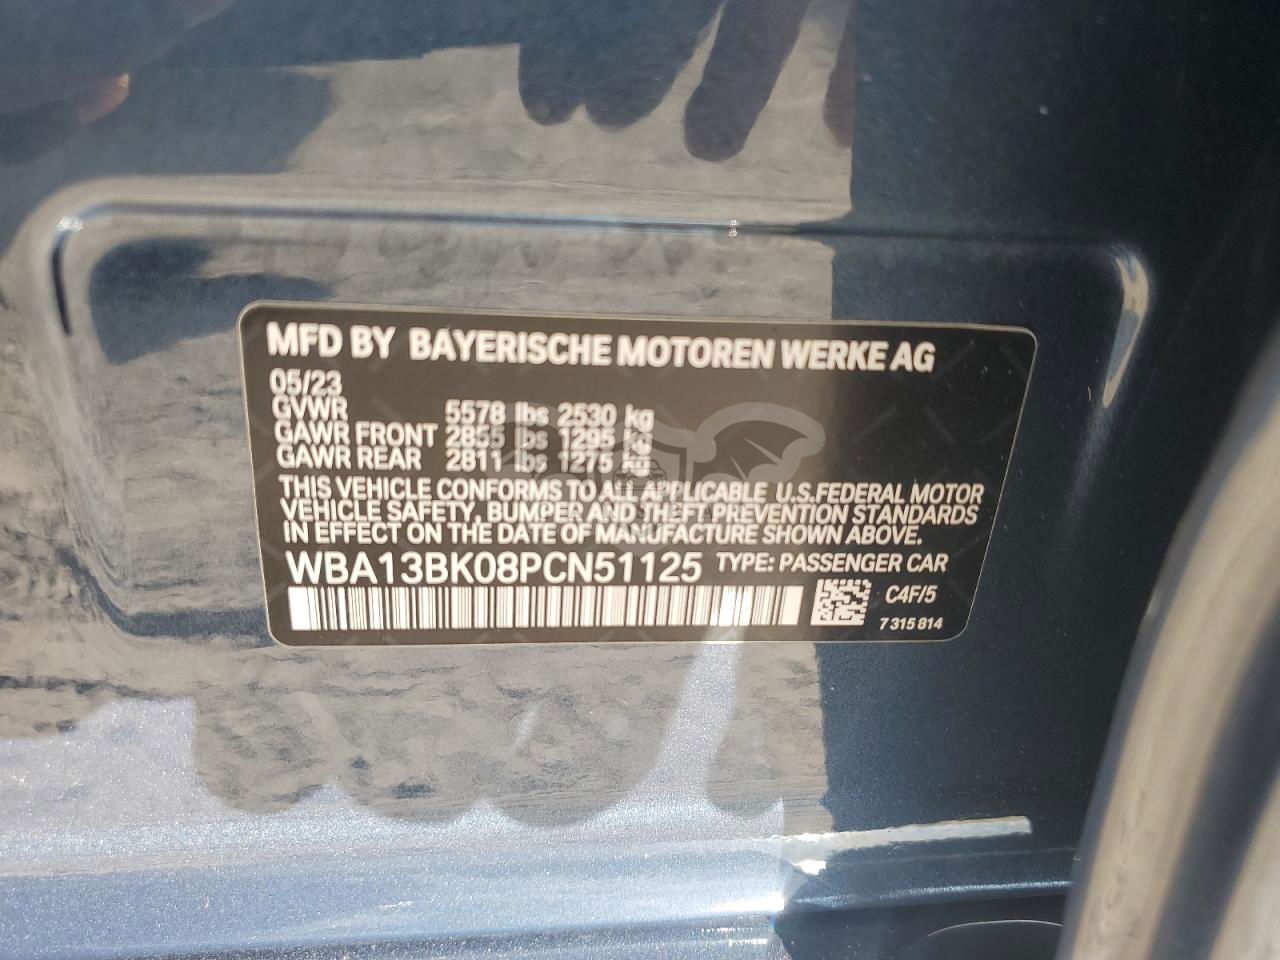 MFD BY BAYERISCHE MOTOREN WERKE AG
05/23
GVWR 5578 lbs 2530 kg
GAWR FRONT 2855 lbs 1295 kg
GAWR REAR 2811 lbs 1275 kg
THIS VEHICLE CONFORMS TO ALL APPLICABLE U.S.FEDERAL MOTOR
VEHICLE SAFETY, BUMPER AND THEFT PREVENTION STANDARDS
IN EFFECT ON THE DATE OF MANUFACTURE SHOWN ABOVE.
WBA13BK08PCN51125 TYPE: PASSENGER CAR
C4F/5
7 315 814